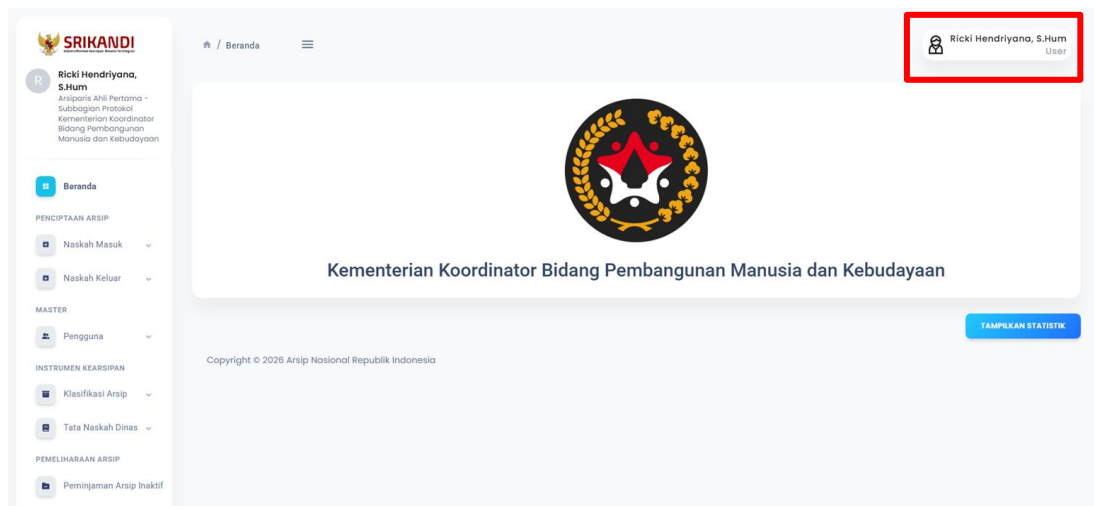 SRIKANDI
R
Ricki Hendriyana,
S.Hum
Arsiparis Ahli Pertama -
Subbagian Protokol
Kementerian Koordinator
Bidang Pembangunan
Manusia dan Kebudayaan
Beranda
PENCIPTAAN ARSIP
Naskah Masuk
Naskah Keluar
MASTER
Pengguna
INSTRUMEN KEARSIPAN
Klasifikasi Arsip
Tata Naskah Dinas
PEMELIHARAAN ARSIP
Peminjaman Arsip Inaktif
/ Beranda
Ricki Hendriyana, S.Hum
User
Kementerian Koordinator Bidang Pembangunan Manusia dan Kebudayaan
TAMPILKAN STATISTIK
Copyright © 2026 Arsip Nasional Republik Indonesia